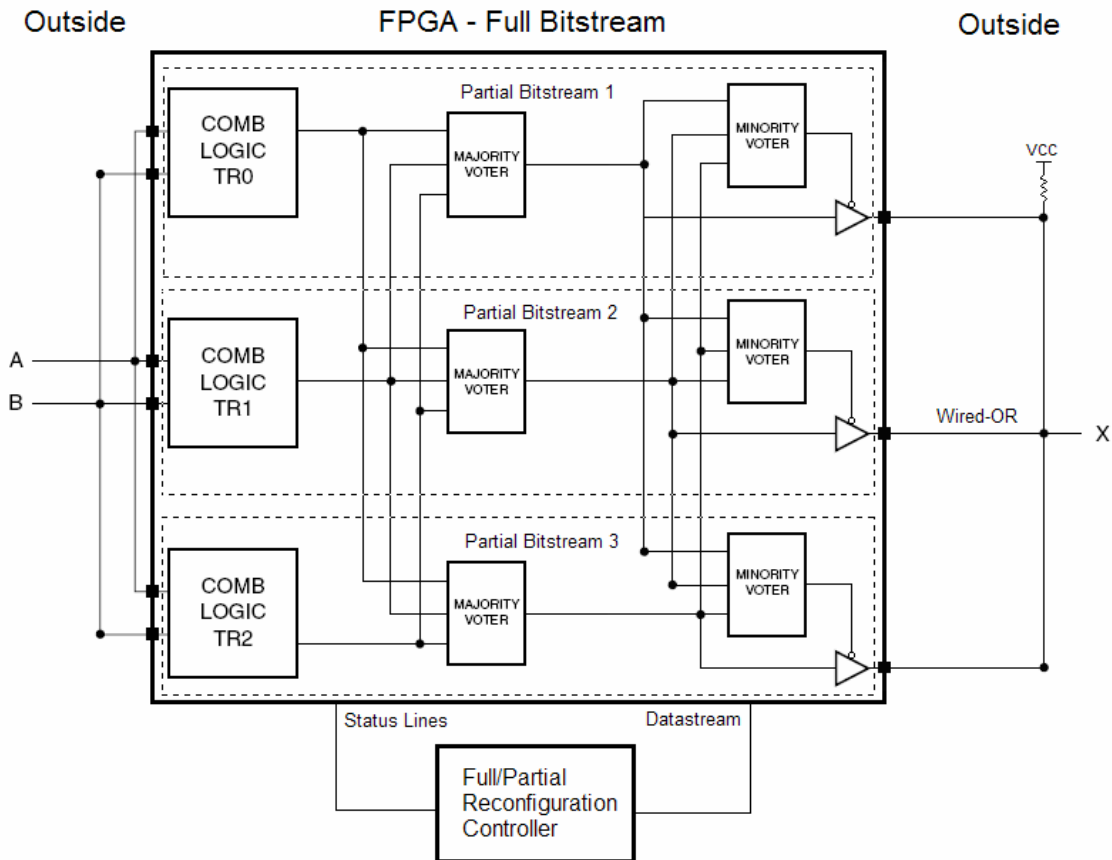 Outside
FPGA - Full Bitstream
Outside
Partial Bitstream 1
COMB
LOGIC
TR0
MAJORITY
VOTER
MINORITY
VOTER
VCC
Partial Bitstream 2
A
B
COMB
LOGIC
TR1
MAJORITY
VOTER
MINORITY
VOTER
Wired-OR
X
Partial Bitstream 3
COMB
LOGIC
TR2
MAJORITY
VOTER
MINORITY
VOTER
Status Lines
Datastream
Full/Partial
Reconfiguration
Controller